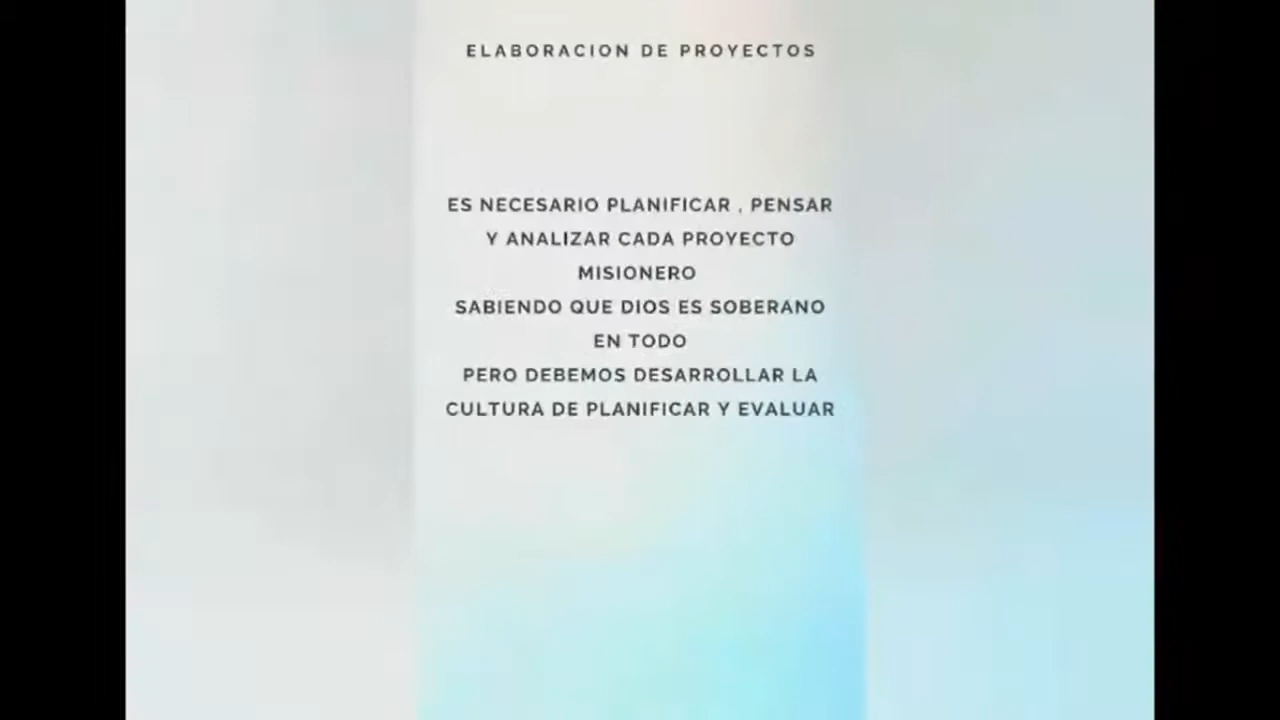 ELABORACION DE PROYECTOS
ES NECESARIO PLANIFICAR , PENSAR
Y ANALIZAR CADA PROYECTO
MISIONERO
SABIENDO QUE DIOS ES SOBERANO
EN TODO
PERO DEBEMOS DESARROLLAR LA
CULTURA DE PLANIFICAR Y EVALUAR